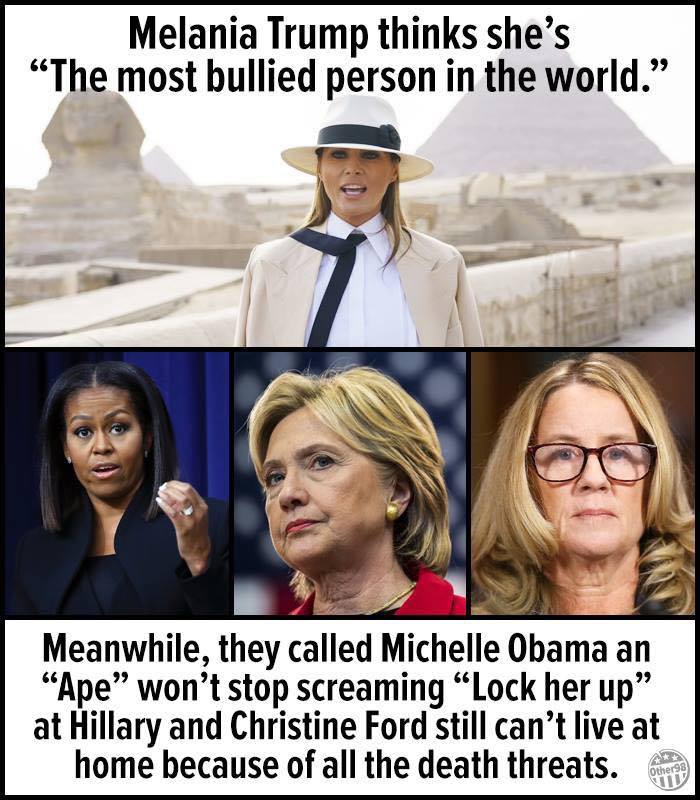 Melania Trump thinks she’s
“The most bullied person in the world.”
Meanwhile, they called Michelle Obama an
“Ape” won’t stop screaming “Lock her up”
at Hillary and Christine Ford still can’t live at
home because of all the death threats.
Other98